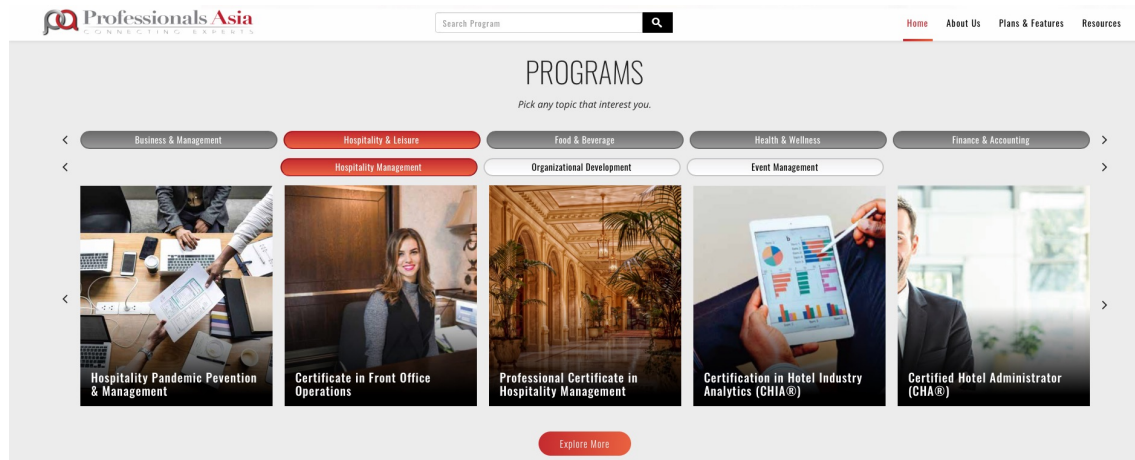 Professionals Asia
CONNECTING EXPERTS
Search Program
Home About Us Plans & Features Resources
PROGRAMS
Pick any topic that interest you.
Business & Management Hospitality & Leisure Food & Beverage Health & Wellness Finance & Accounting
Hospitality Management Organizational Development Event Management
Hospitality Pandemic Pevention
& Management
Certificate in Front Office
Operations
Professional Certificate in
Hospitality Management
Certification in Hotel Industry
Analytics (CHIA®)
Certified Hotel Administrator
(CHA®)
Explore More